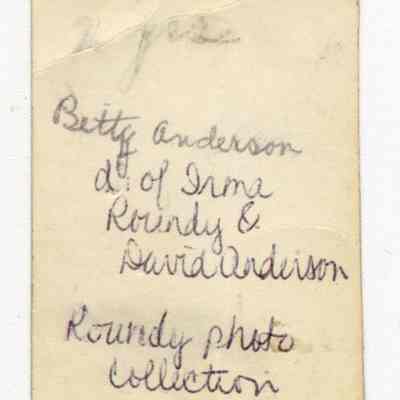 Betty Anderson
d. of Irma
Roundy &
David Anderson
Roundy photo
Collection